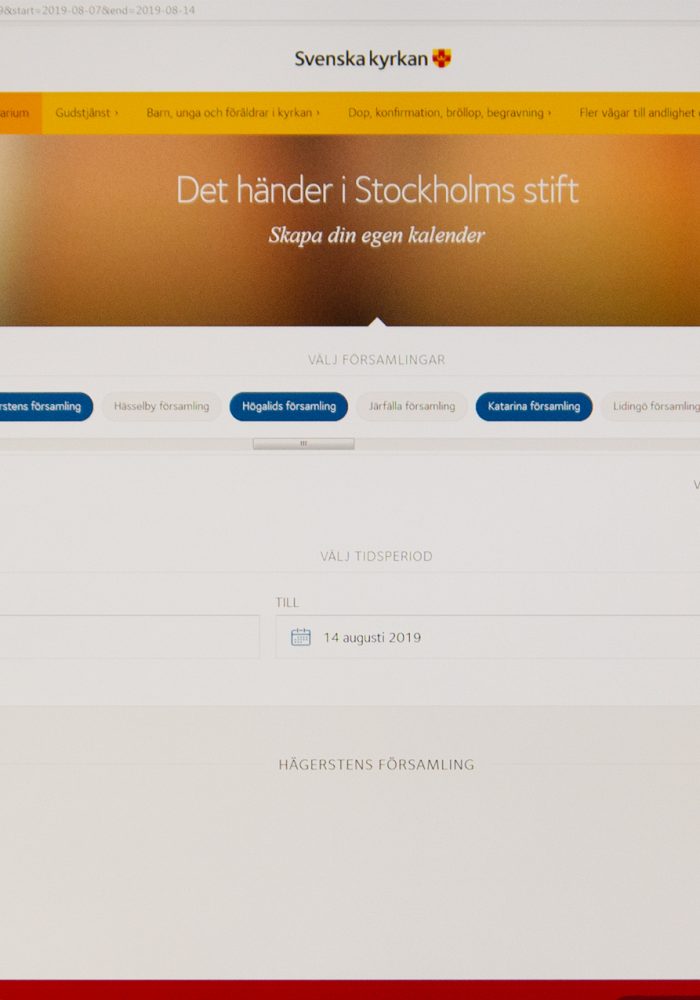 9&start=2019-08-07&end=2019-08-14
Svenska kyrkan
arium Gudstjänst › Barn, unga och föräldrar i kyrkan › Dop, konfirmation, bröllop, begravning › Fler vägar till andlighet
Det händer i Stockholms stift
Skapa din egen kalender
VÄLJ FÖRSAMLINGAR
rstens församling Hässelby församling Högalids församling Järfälla församling Katarina församling Lidingö församling
V
VÄLJ TIDSPERIOD
TILL
14 augusti 2019
HÄGERSTENS FÖRSAMLING